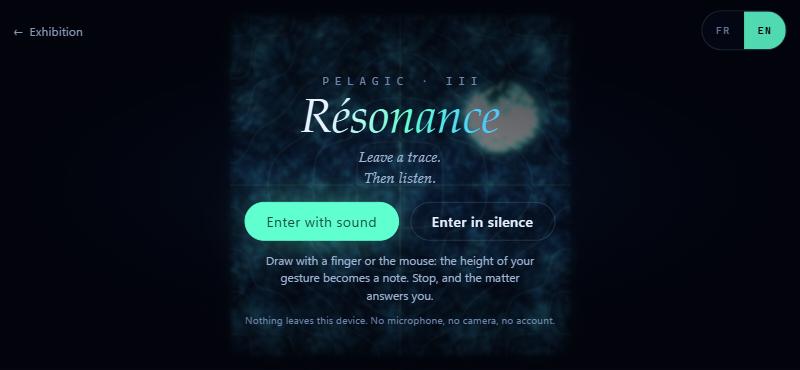 ← Exhibition
FR EN
PELAGIC · III
Résonance
Leave a trace.
Then listen.
Enter with sound
Enter in silence
Draw with a finger or the mouse: the height of your
gesture becomes a note. Stop, and the matter
answers you.
Nothing leaves this device. No microphone, no camera, no account.